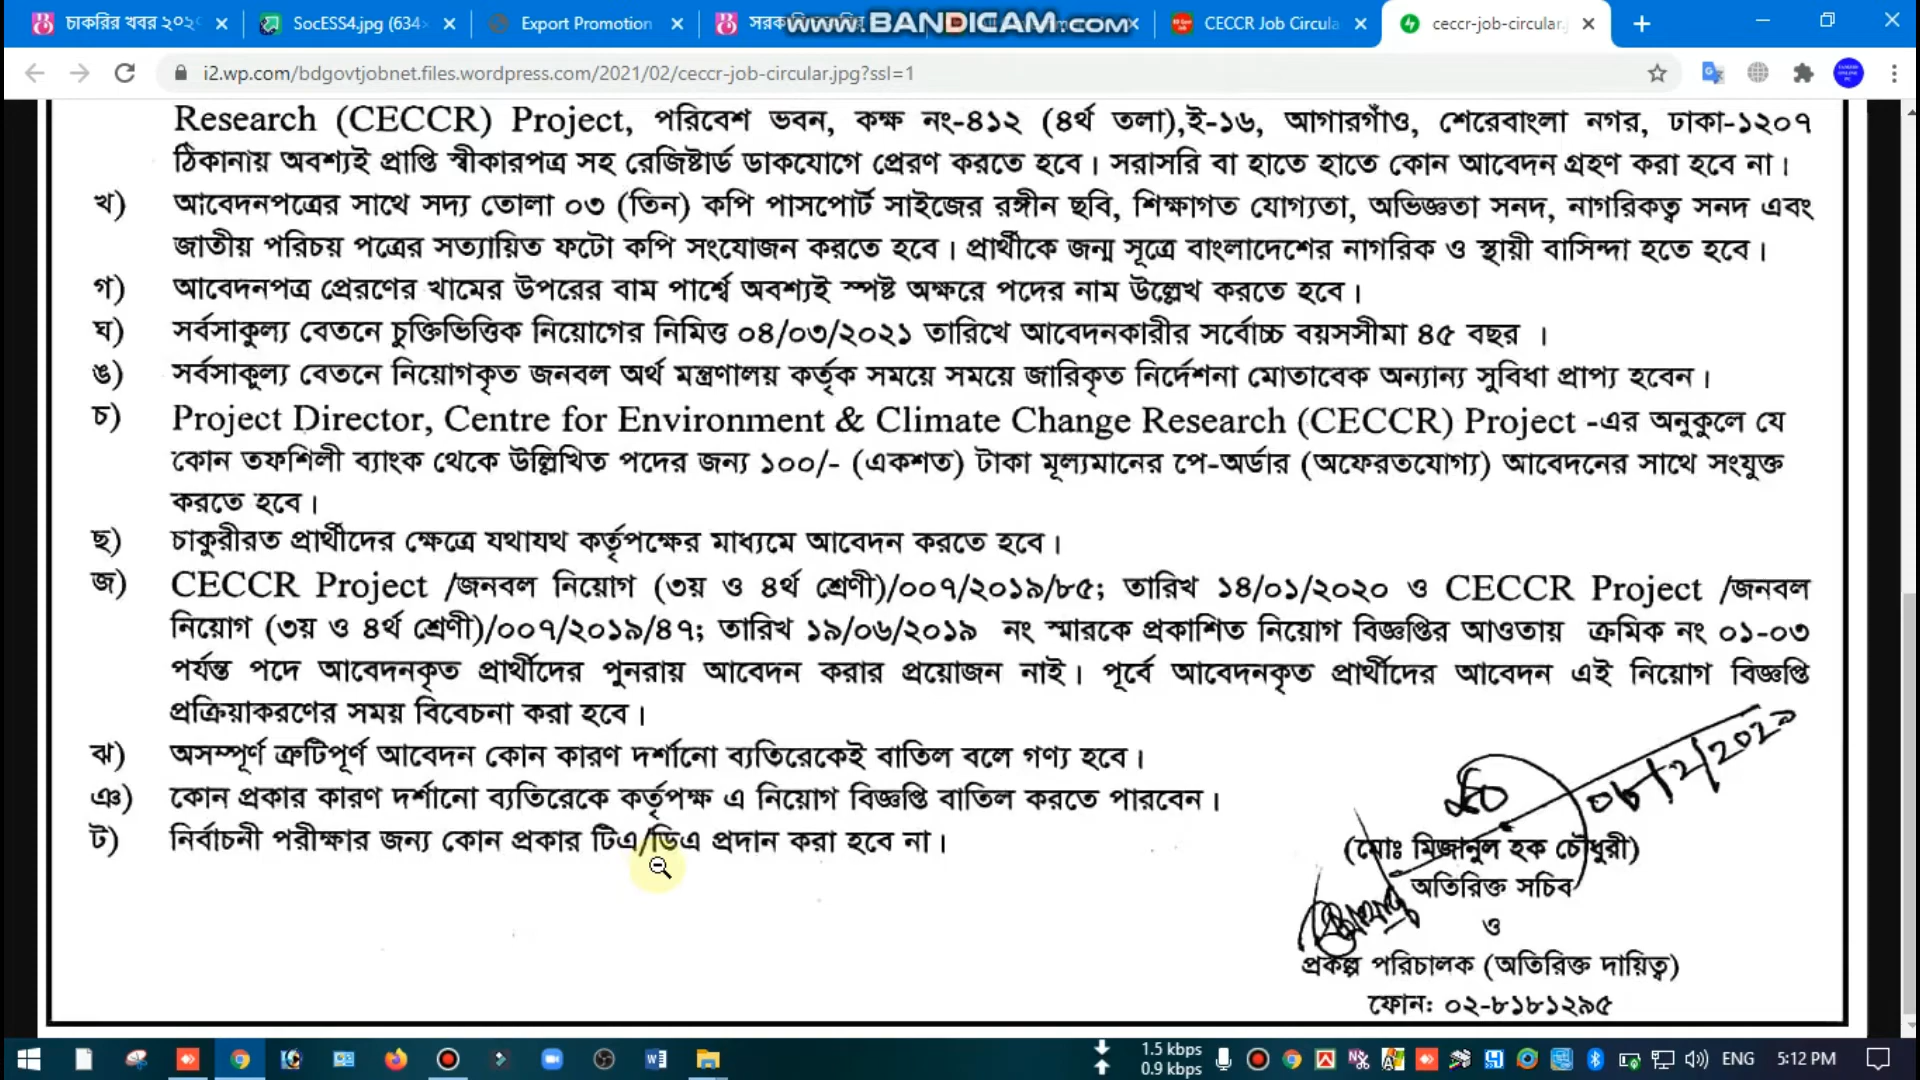 চাকরির খবর ২০২
SocESS4.jpg (634
Export Promotion
সরকা
www.BANDICAM.com
CECCR Job Circula
ceccr-job-circular.
i2.wp.com/bdgovtjobnet.files.wordpress.com/2021/02/ceccr-job-circular.jpg?ssl=1
Research (CECCR) Project, পরিবেশ ভবন, কক্ষ নং-৪১২ (৪র্থ তলা),ই-১৬, আগারগাঁও, শেরেবাংলা নগর, ঢাকা-১২০৭
ঠিকানায় অবশ্যই প্রাপ্তি স্বীকারপত্র সহ রেজিষ্টার্ড ডাকযোগে প্রেরণ করতে হবে। সরাসরি বা হাতে হাতে কোন আবেদন গ্রহণ করা হবে না।
খ) আবেদনপত্রের সাথে সদ্য তোলা ০৩ (তিন) কপি পাসপোর্ট সাইজের রঙ্গীন ছবি, শিক্ষাগত যোগ্যতা, অভিজ্ঞতা সনদ, নাগরিকত্ব সনদ এবং
জাতীয় পরিচয় পত্রের সত্যায়িত ফটো কপি সংযোজন করতে হবে। প্রার্থীকে জন্ম সূত্রে বাংলাদেশের নাগরিক ও স্থায়ী বাসিন্দা হতে হবে।
গ) আবেদনপত্র প্রেরণের খামের উপরের বাম পার্শ্বে অবশ্যই স্পষ্ট অক্ষরে পদের নাম উল্লেখ করতে হবে।
ঘ) সর্বসাকুল্য বেতনে চুক্তিভিত্তিক নিয়োগের নিমিত্ত ০৪/০৩/২০২১ তারিখে আবেদনকারীর সর্বোচ্চ বয়সসীমা ৪৫ বছর ।
ঙ) সর্বসাকুল্য বেতনে নিয়োগকৃত জনবল অর্থ মন্ত্রণালয় কর্তৃক সময়ে সময়ে জারিকৃত নির্দেশনা মোতাবেক অন্যান্য সুবিধা প্রাপ্য হবেন।
চ) Project Director, Centre for Environment & Climate Change Research (CECCR) Project -এর অনুকুলে যে
কোন তফশিলী ব্যাংক থেকে উল্লিখিত পদের জন্য ১০০/- (একশত) টাকা মূল্যমানের পে-অর্ডার (অফেরতযোগ্য) আবেদনের সাথে সংযুক্ত
করতে হবে।
ছ) চাকুরীরত প্রার্থীদের ক্ষেত্রে যথাযথ কর্তৃপক্ষের মাধ্যমে আবেদন করতে হবে।
জ) CECCR Project /জনবল নিয়োগ (৩য় ও ৪র্থ শ্রেণী)/০০৭/২০১৯/৮৫; তারিখ ১৪/০১/২০২০ ও CECCR Project /জনবল
নিয়োগ (৩য় ও ৪র্থ শ্রেণী)/০০৭/২০১৯/৪৭; তারিখ ১৯/০৬/২০১৯ নং স্মারকে প্রকাশিত নিয়োগ বিজ্ঞপ্তির আওতায় ক্রমিক নং ০১-০৩
পর্যন্ত পদে আবেদনকৃত প্রার্থীদের পুনরায় আবেদন করার প্রয়োজন নাই। পূর্বে আবেদনকৃত প্রার্থীদের আবেদন এই নিয়োগ বিজ্ঞপ্তি
প্রক্রিয়াকরণের সময় বিবেচনা করা হবে।
ঝ) অসম্পূর্ণ ত্রুটিপূর্ণ আবেদন কোন কারণ দর্শানো ব্যতিরেকেই বাতিল বলে গণ্য হবে।
ঞ) কোন প্রকার কারণ দর্শানো ব্যতিরেকে কর্তৃপক্ষ এ নিয়োগ বিজ্ঞপ্তি বাতিল করতে পারবেন।
ট) নির্বাচনী পরীক্ষার জন্য কোন প্রকার টিএ/ডিএ প্রদান করা হবে না।
(মোঃ মিজানুল হক চৌধুরী)
অতিরিক্ত সচিব
ও
প্রকল্প পরিচালক (অতিরিক্ত দায়িত্ব)
ফোন: ০২-৮১৮১২৯৫
1.5 kbps
0.9 kbps
ENG
5:12 PM